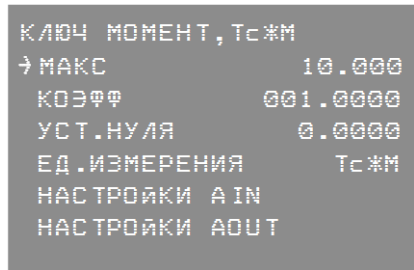 КЛЮЧ МОМЕНТ,Тс*М
→МАКС 10.000
КОЭФФ 001.0000
УСТ.НУЛЯ 0.0000
ЕД.ИЗМЕРЕНИЯ Тс*М
НАСТРОЙКИ AIN
НАСТРОЙКИ AOUT